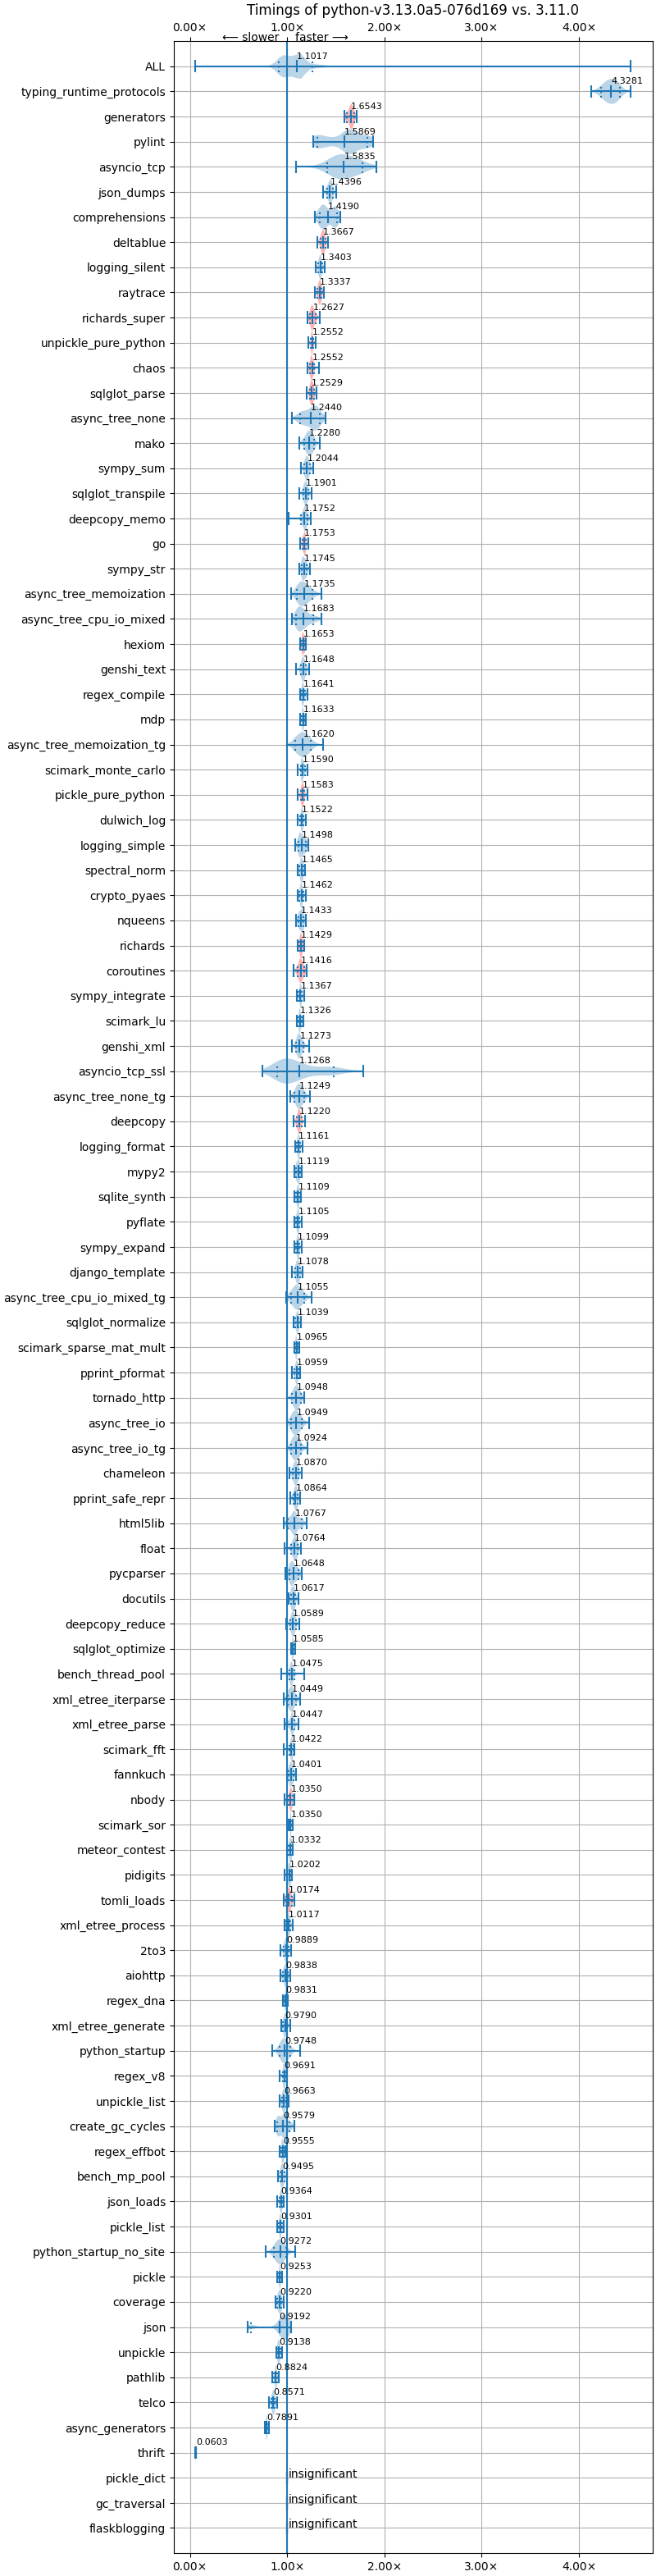 Timings of python-v3.13.0a5-076d169 vs. 3.11.0
0.00× 1.00× 2.00× 3.00× 4.00×
⟵ slower faster ⟶
ALL 1.1017
typing_runtime_protocols 4.3281
generators 1.6543
pylint 1.5869
asyncio_tcp 1.5835
json_dumps 1.4396
comprehensions 1.4190
deltablue 1.3667
logging_silent 1.3403
raytrace 1.3337
richards_super 1.2627
unpickle_pure_python 1.2552
chaos 1.2552
sqlglot_parse 1.2529
async_tree_none 1.2440
mako 1.2280
sympy_sum 1.2044
sqlglot_transpile 1.1901
deepcopy_memo 1.1752
go 1.1753
sympy_str 1.1745
async_tree_memoization 1.1735
async_tree_cpu_io_mixed 1.1683
hexiom 1.1653
genshi_text 1.1648
regex_compile 1.1641
mdp 1.1633
async_tree_memoization_tg 1.1620
scimark_monte_carlo 1.1590
pickle_pure_python 1.1583
dulwich_log 1.1522
logging_simple 1.1498
spectral_norm 1.1465
crypto_pyaes 1.1462
nqueens 1.1433
richards 1.1429
coroutines 1.1416
sympy_integrate 1.1367
scimark_lu 1.1326
genshi_xml 1.1273
asyncio_tcp_ssl 1.1268
async_tree_none_tg 1.1249
deepcopy 1.1220
logging_format 1.1161
mypy2 1.1119
sqlite_synth 1.1109
pyflate 1.1105
sympy_expand 1.1099
django_template 1.1078
async_tree_cpu_io_mixed_tg 1.1055
sqlglot_normalize 1.1039
scimark_sparse_mat_mult 1.0965
pprint_pformat 1.0959
tornado_http 1.0948
async_tree_io 1.0949
async_tree_io_tg 1.0924
chameleon 1.0870
pprint_safe_repr 1.0864
html5lib 1.0767
float 1.0764
pycparser 1.0648
docutils 1.0617
deepcopy_reduce 1.0589
sqlglot_optimize 1.0585
bench_thread_pool 1.0475
xml_etree_iterparse 1.0449
xml_etree_parse 1.0447
scimark_fft 1.0422
fannkuch 1.0401
nbody 1.0350
scimark_sor 1.0350
meteor_contest 1.0332
pidigits 1.0202
tomli_loads 1.0174
xml_etree_process 1.0117
2to3 0.9889
aiohttp 0.9838
regex_dna 0.9831
xml_etree_generate 0.9790
python_startup 0.9748
regex_v8 0.9691
unpickle_list 0.9663
create_gc_cycles 0.9579
regex_effbot 0.9555
bench_mp_pool 0.9495
json_loads 0.9364
pickle_list 0.9301
python_startup_no_site 0.9272
pickle 0.9253
coverage 0.9220
json 0.9192
unpickle 0.9138
pathlib 0.8824
telco 0.8571
async_generators 0.7891
thrift 0.0603
pickle_dict insignificant
gc_traversal insignificant
flaskblogging insignificant
0.00× 1.00× 2.00× 3.00× 4.00×